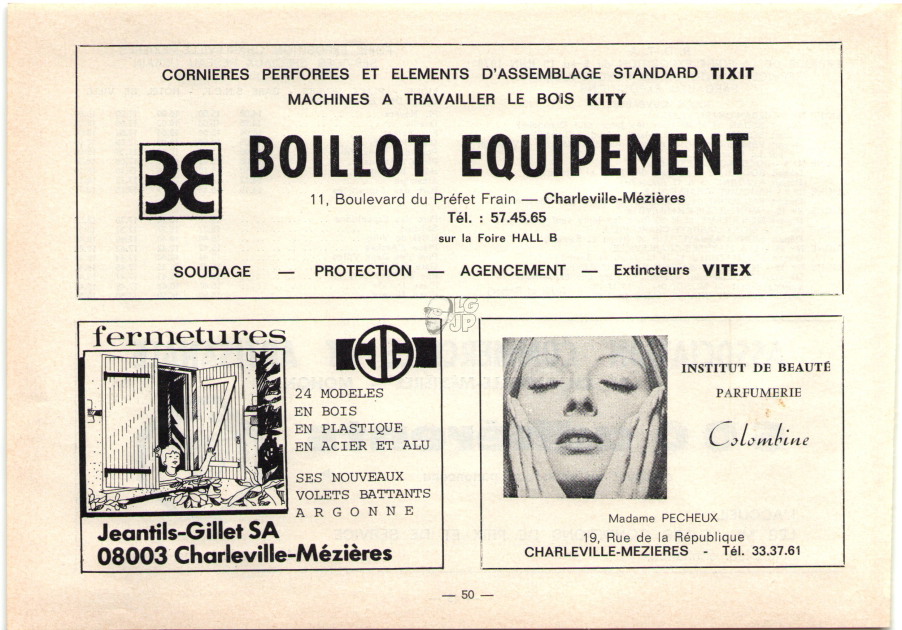 CORNIERES PERFOREES ET ELEMENTS D'ASSEMBLAGE STANDARD TIXIT
MACHINES A TRAVAILLER LE BOiS KITY
BOILLOT EQUIPEMENT
11, Boulevard du Préfet Frain — Charleville-Mézières
Tél. : 57.45.65
sur la Foire HALL B
SOUDAGE — PROTECTION — AGENCEMENT — Extincteurs VITEX
LG
JP
fermetures
JG
24 MODELES
EN BOIS
EN PLASTIQUE
EN ACIER ET ALU
SES NOUVEAUX
VOLETS BATTANTS
ARGONNE
Jeantils-Gillet SA
08003 Charleville-Mézières
INSTITUT DE BEAUTÉ
PARFUMERIE
Colombine
Madame PECHEUX
19, Rue de la République
CHARLEVILLE-MEZIERES - Tél. 33.37.61
— 50 —